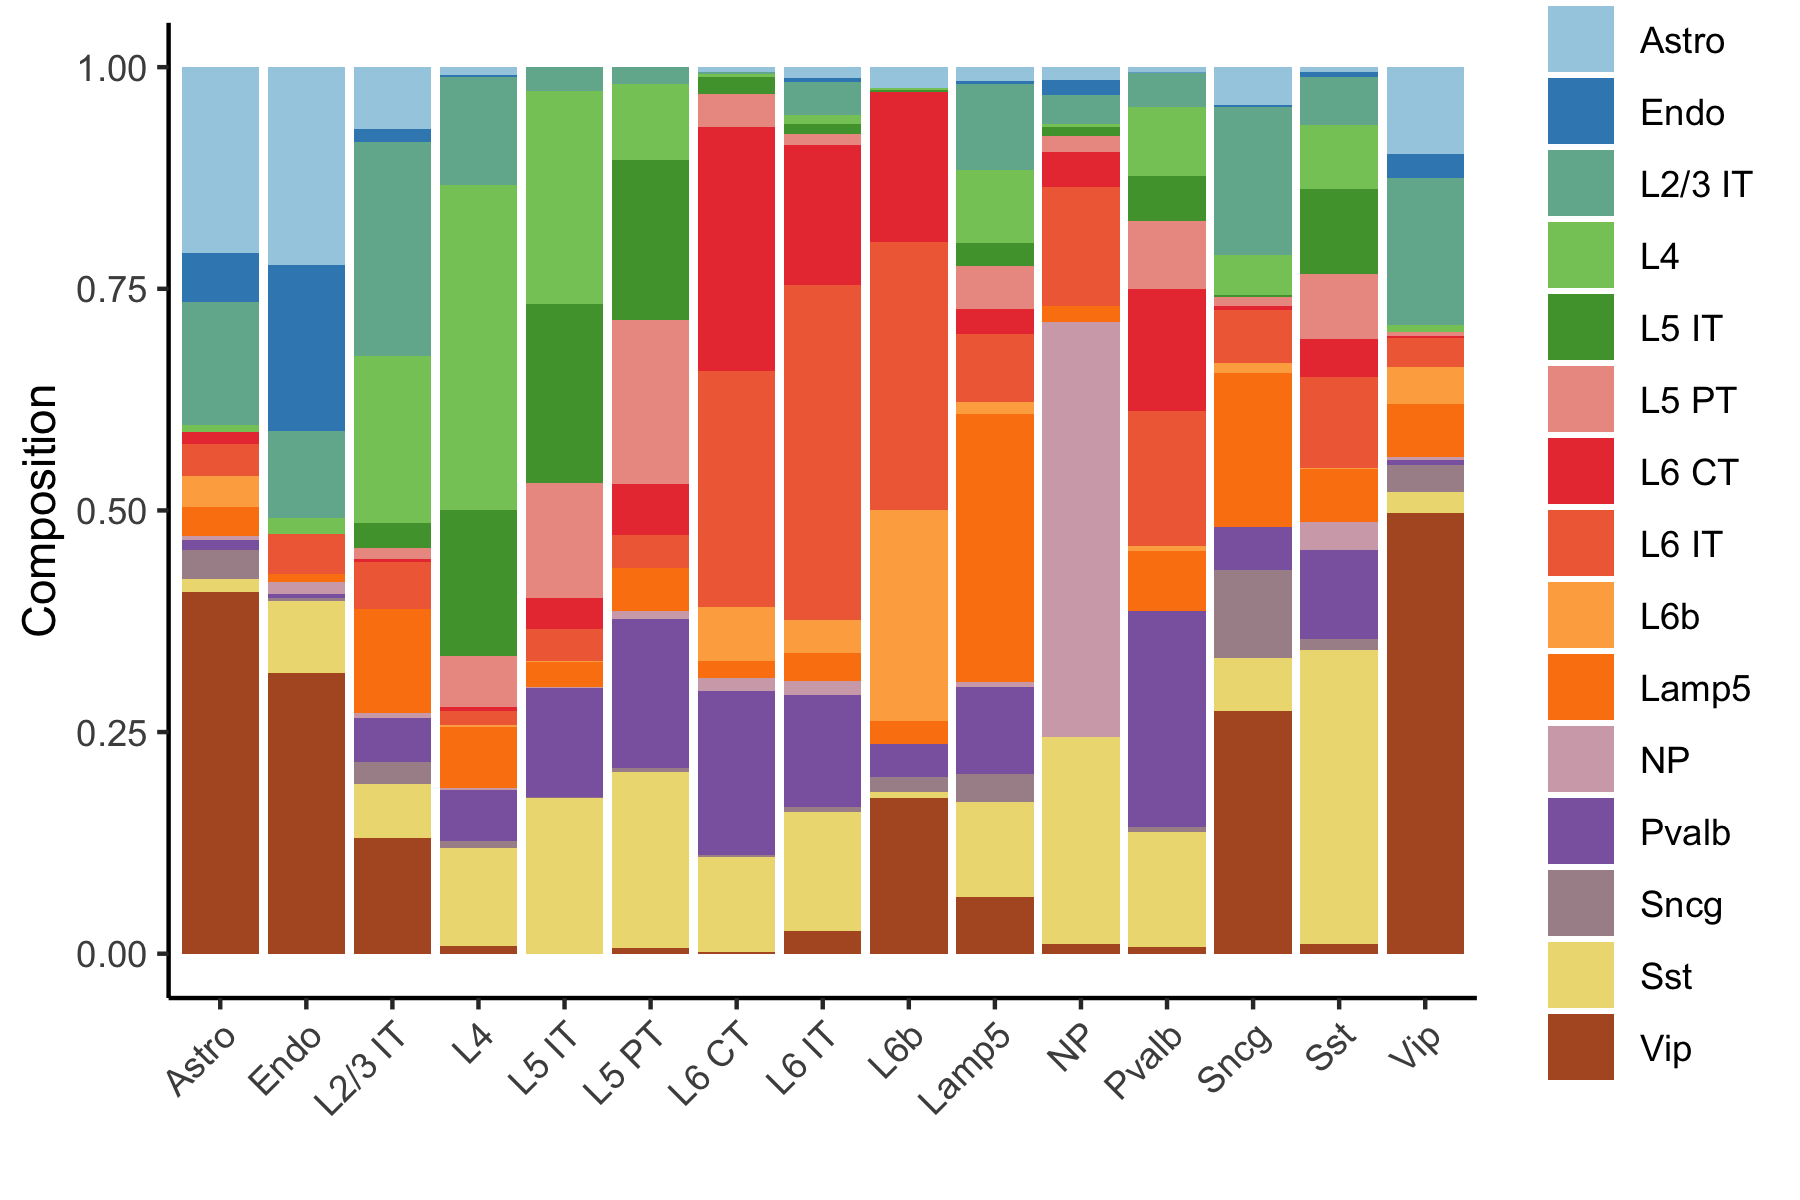 Composition
1.00
0.75
0.50
0.25
0.00
Astro
Endo
L2/3 IT
L4
L5 IT
L5 PT
L6 CT
L6 IT
L6b
Lamp5
NP
Pvalb
Sncg
Sst
Vip
Astro
Endo
L2/3 IT
L4
L5 IT
L5 PT
L6 CT
L6 IT
L6b
Lamp5
NP
Pvalb
Sncg
Sst
Vip